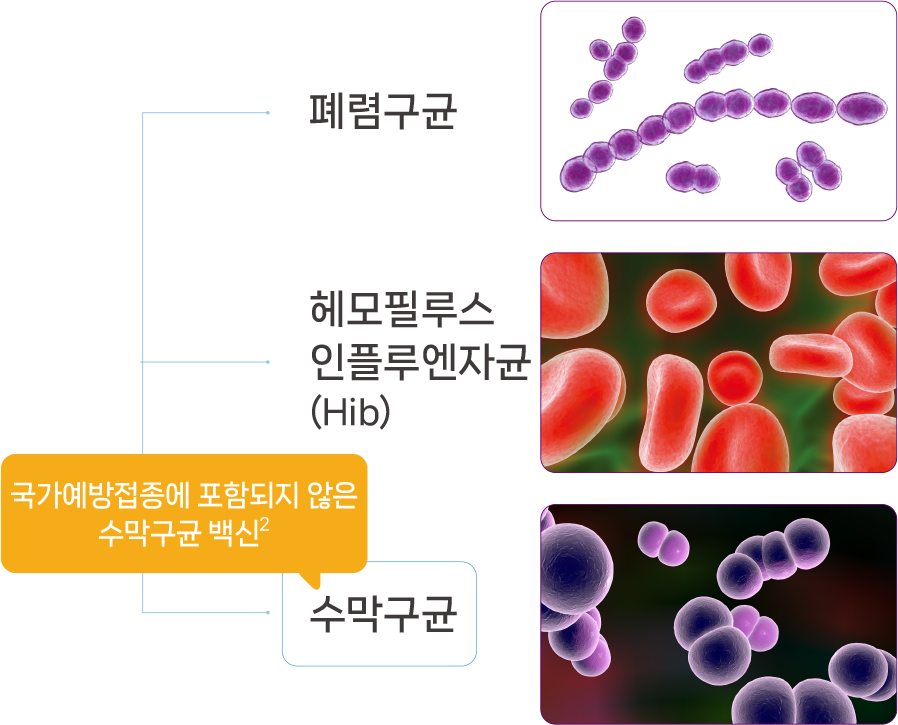 폐렴구균
헤모필루스
인플루엔자균
(Hib)
국가예방접종에 포함되지 않은
수막구균 백신2
수막구균